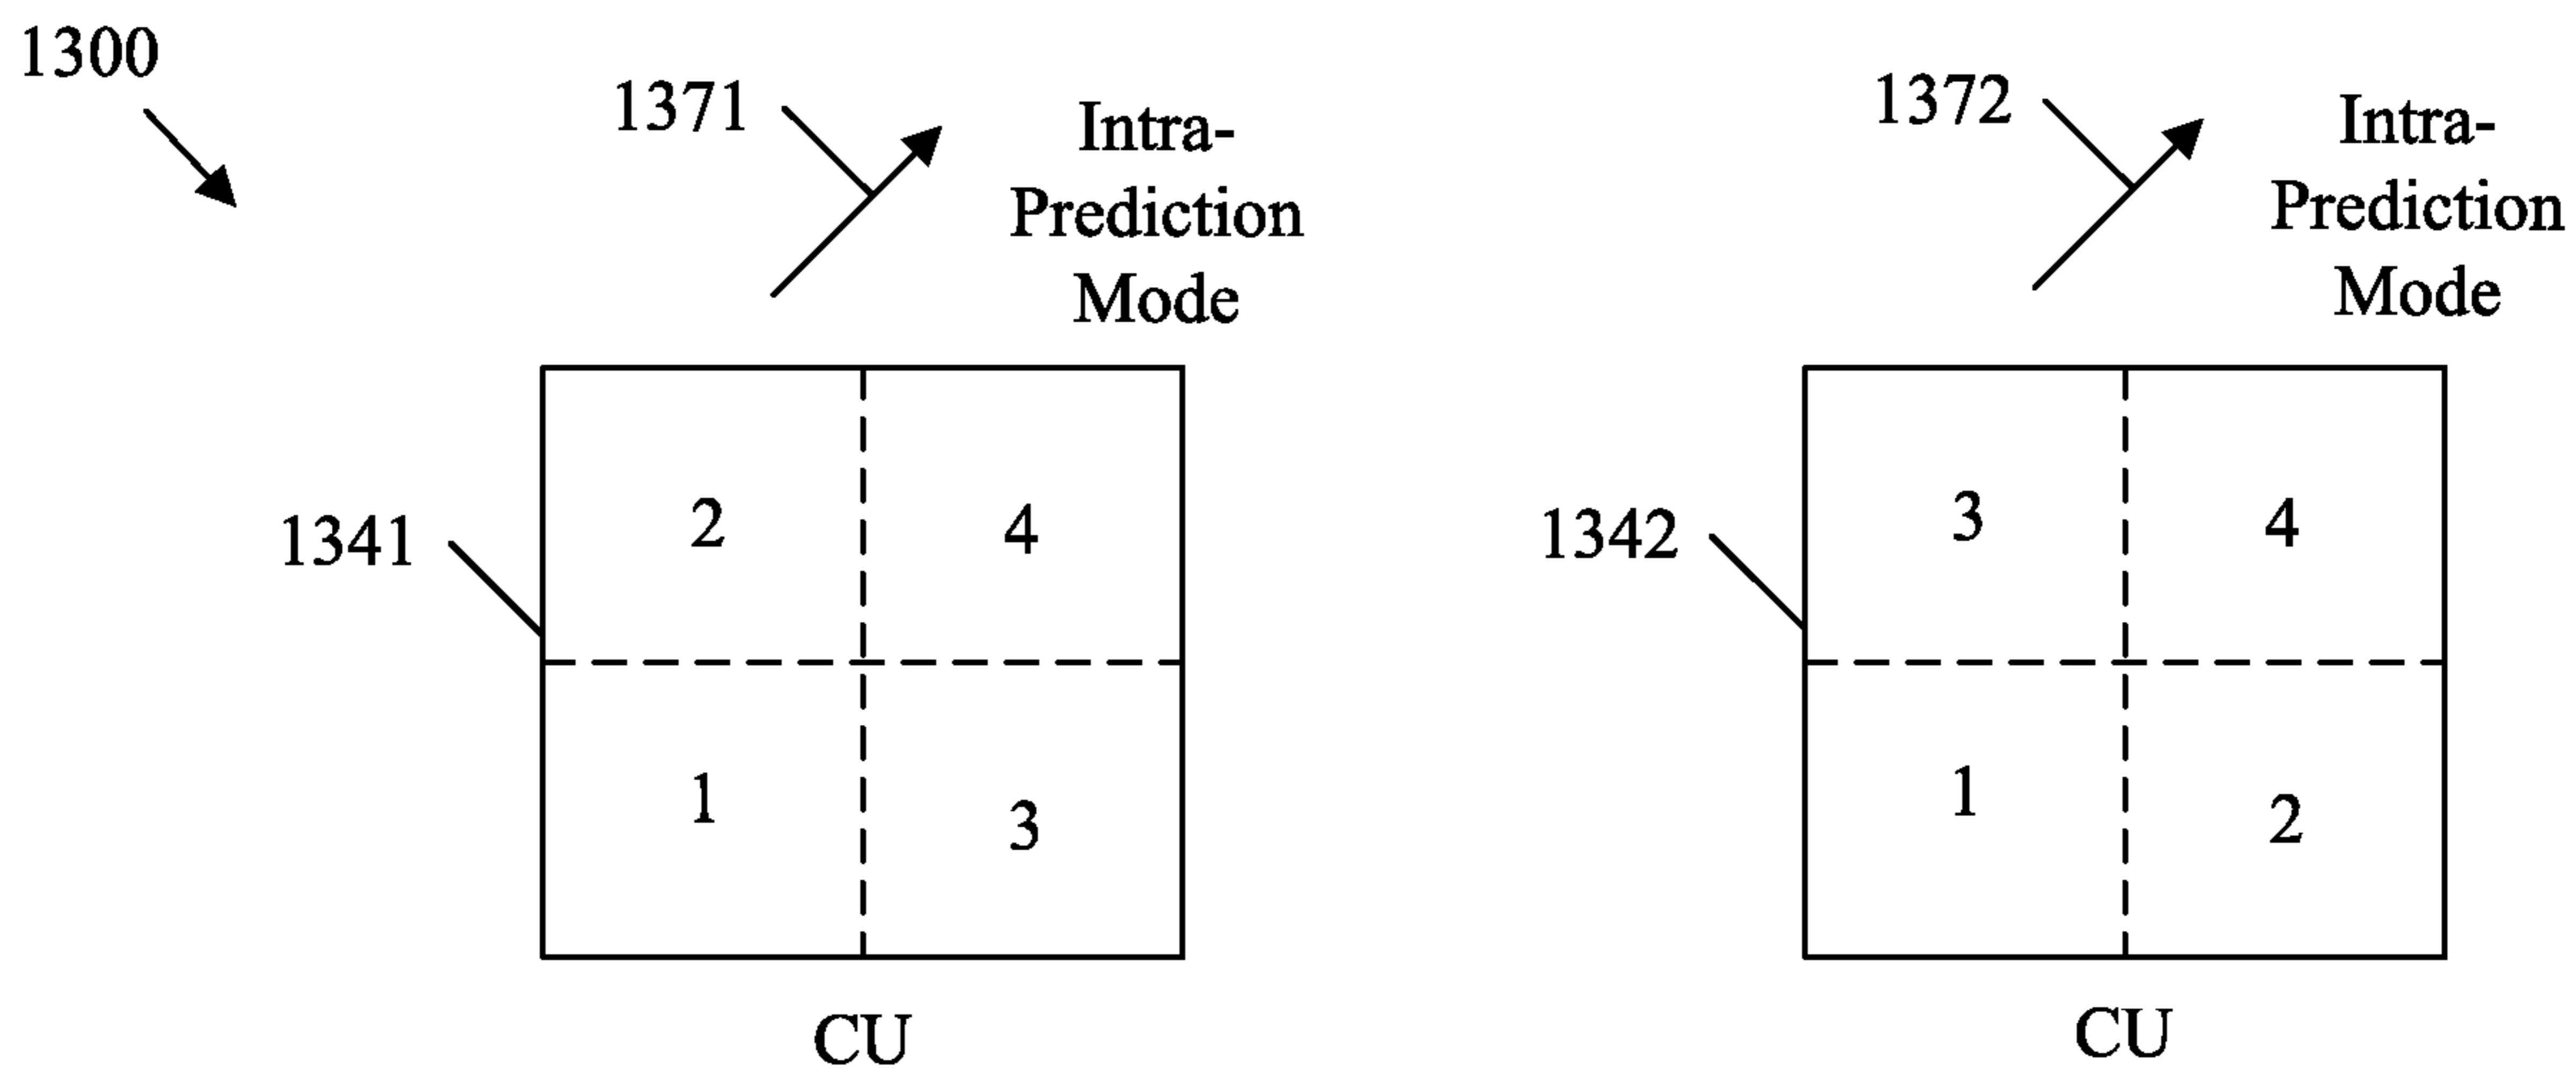 1300
1371
Intra-
Prediction
Mode
1372
Intra-
Prediction
Mode
1341
2 4
1 3
CU
1342
3 4
1 2
CU